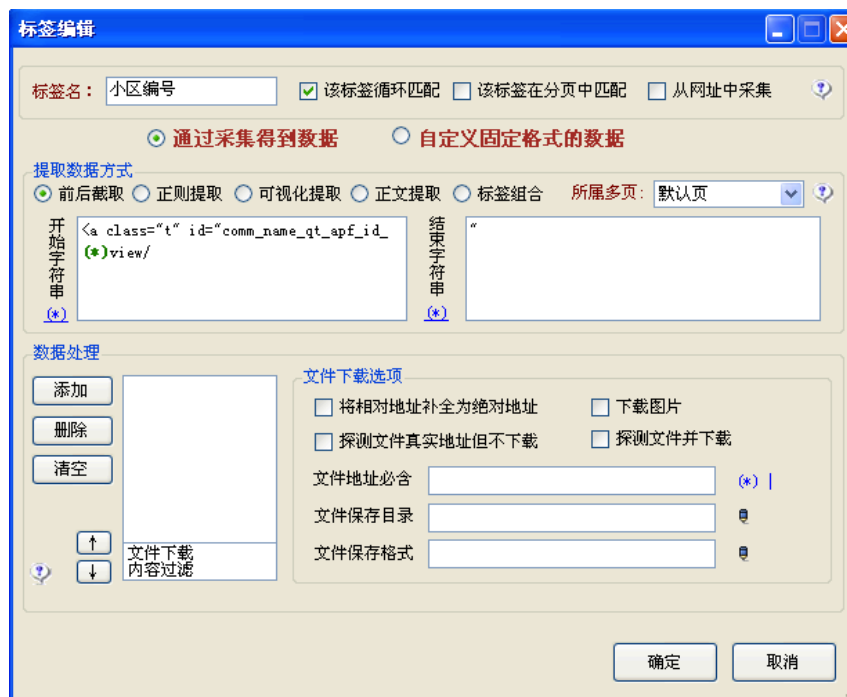 标签编辑
标签名： 小区编号 该标签循环匹配 该标签在分页中匹配 从网址中采集
通过采集得到数据 自定义固定格式的数据
提取数据方式
前后截取 正则提取 可视化提取 正文提取 标签组合 所属多页: 默认页
开始字符串
(*)
<a class="t" id="comm_name_qt_apf_id_
(*)view/
结束字符串
(*)
"
数据处理
添加
删除
清空
↑
↓
文件下载
内容过滤
文件下载选项
将相对地址补全为绝对地址 下载图片
探测文件真实地址但不下载 探测文件并下载
文件地址必含 (*) |
文件保存目录
文件保存格式
确定 取消